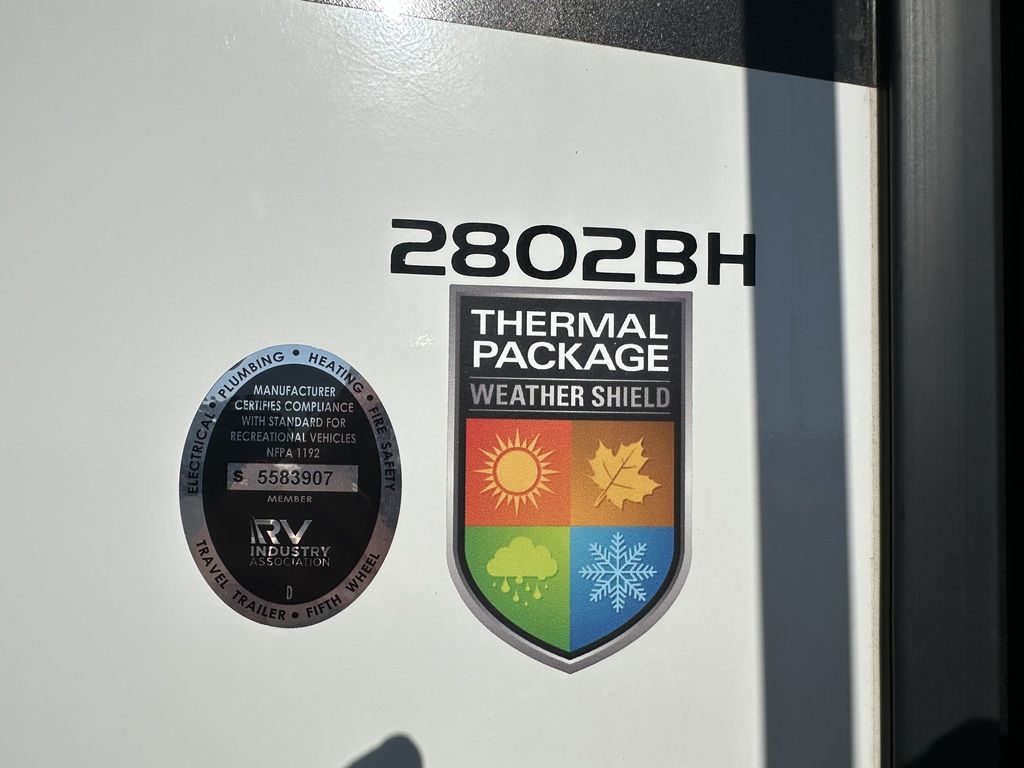 2802BH
THERMAL
PACKAGE
WEATHER SHIELD
ELECTRICAL • PLUMBING • HEATING • FIRE SAFETY
MANUFACTURER
CERTIFIES COMPLIANCE
WITH STANDARD FOR
RECREATIONAL VEHICLES
NFPA 1192
S 5583907
MEMBER
RV
INDUSTRY
ASSOCIATION
D
TRAVEL TRAILER • FIFTH WHEEL